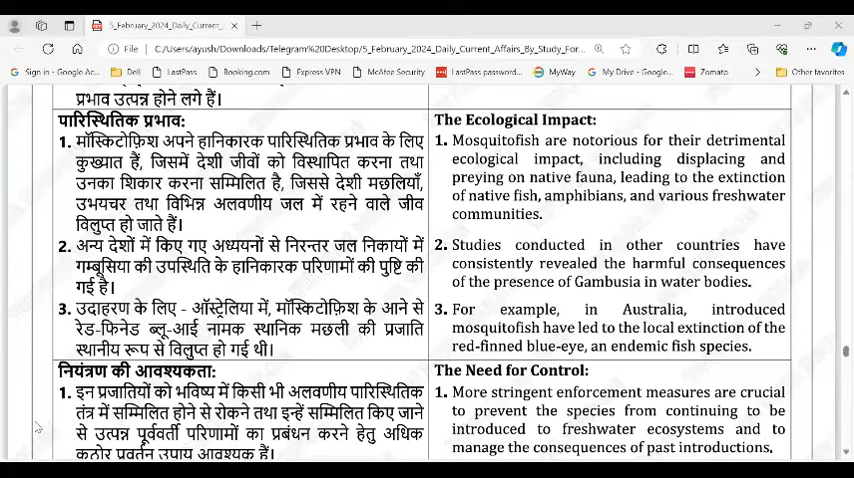 5_February_2024_Daily_Current_
File
C:/Users/ayush/Downloads/Telegram%20Desktop/5_February_2024_Daily_Current_Affairs_By_Study_For...
Sign in - Google Ac...
Dell
LastPass
Booking.com
Express VPN
McAfee Security
LastPass password...
MyWay
My Drive - Google...
Zomato
Other favorites
प्रभाव उत्पन्न होने लगे हैं।
पारिस्थितिक प्रभाव:
1. मॉस्किटोफ़िश अपने हानिकारक पारिस्थितिक प्रभाव के लिए
कुख्यात हैं, जिसमें देशी जीवों को विस्थापित करना तथा
उनका शिकार करना सम्मिलित है, जिससे देशी मछलियाँ,
उभयचर तथा विभिन्न अलवणीय जल में रहने वाले जीव
विलुप्त हो जाते हैं।
2. अन्य देशों में किए गए अध्ययनों से निरन्तर जल निकायों में
गम्बूसिया की उपस्थिति के हानिकारक परिणामों की पुष्टि की
गई है।
3. उदाहरण के लिए - ऑस्ट्रेलिया में, मॉस्किटोफ़िश के आने से
रेड-फिनेड ब्लू-आई नामक स्थानिक मछली की प्रजाति
स्थानीय रूप से विलुप्त हो गई थी।
नियंत्रण की आवश्यकता:
1. इन प्रजातियों को भविष्य में किसी भी अलवणीय पारिस्थितिक
तंत्र में सम्मिलित होने से रोकने तथा इन्हें सम्मिलित किए जाने
से उत्पन्न पूर्ववर्ती परिणामों का प्रबंधन करने हेतु अधिक
कठोर प्रवर्तन उपाय आवश्यक हैं।
The Ecological Impact:
1. Mosquitofish are notorious for their detrimental
ecological impact, including displacing and
preying on native fauna, leading to the extinction
of native fish, amphibians, and various freshwater
communities.
2. Studies conducted in other countries have
consistently revealed the harmful consequences
of the presence of Gambusia in water bodies.
3. For example, in Australia, introduced
mosquitofish have led to the local extinction of the
red-finned blue-eye, an endemic fish species.
The Need for Control:
1. More stringent enforcement measures are crucial
to prevent the species from continuing to be
introduced to freshwater ecosystems and to
manage the consequences of past introductions.